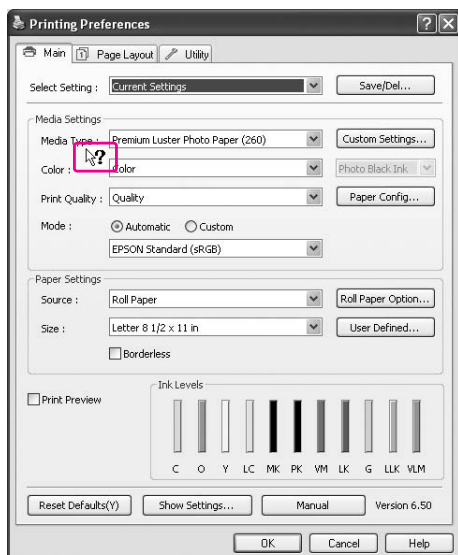 Printing Preferences
Main Page Layout Utility
Select Setting : Current Settings Save/Del...
Media Settings
Media Type : Premium Luster Photo Paper (260) Custom Settings...
Color : Color Photo Black Ink
Print Quality : Quality Paper Config...
Mode : Automatic Custom
EPSON Standard (sRGB)
Paper Settings
Source : Roll Paper Roll Paper Option...
Size : Letter 8 1/2 x 11 in User Defined...
Borderless
Print Preview
Ink Levels
C O Y LC MK PK VM LK G LLK VLM
Reset Defaults(Y) Show Settings... Manual Version 6.50
OK Cancel Help